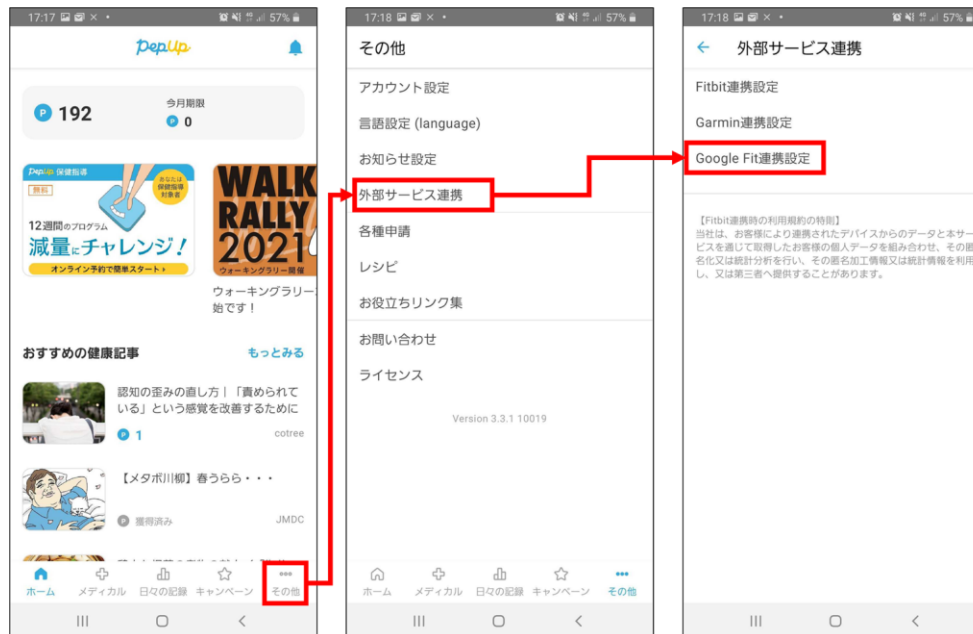 17:17 57%
PepUp
P 192
今月期限
P 0
PepUp 保健指導
無料
あなたは
保健指導
対象者
12週間のプログラム
減量にチャレンジ！
オンライン予約で簡単スタート
WALK
RALLY
2021
ウォーキングラリー開催
ウォーキングラリー
始です！
おすすめの健康記事
もっとみる
認知の歪みの直し方｜「責められて
いる」という感覚を改善するために
P 1
cotree
【メタボ川柳】春うらら・・・
P 獲得済み
JMDC
ホーム メディカル 日々の記録 キャンペーン その他
17:18 57%
その他
アカウント設定
言語設定 (language)
お知らせ設定
外部サービス連携
各種申請
レシピ
お役立ちリンク集
お問い合わせ
ライセンス
Version 3.3.1 10019
ホーム メディカル 日々の記録 キャンペーン その他
17:18 57%
外部サービス連携
Fitbit連携設定
Garmin連携設定
Google Fit連携設定
【Fitbit連携時の利用規約の特則】
当社は、お客様により連携されたデバイスからのデータと本サー
ビスを通じて取得したお客様の個人データを組み合わせ、その匿
名化又は統計分析を行い、その匿名加工情報又は統計情報を利用
し、又は第三者へ提供することがあります。